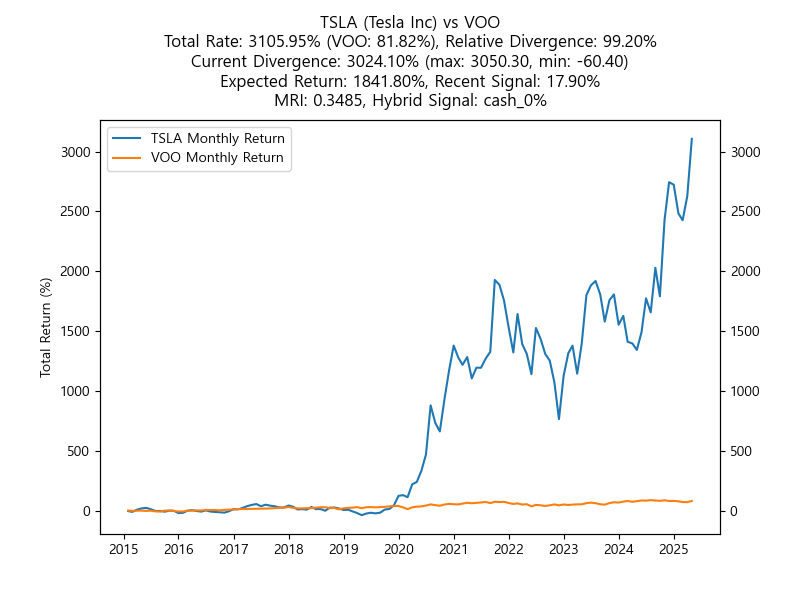 TSLA (Tesla Inc) vs VOO
Total Rate: 3105.95% (VOO: 81.82%), Relative Divergence: 99.20%
Current Divergence: 3024.10% (max: 3050.30, min: -60.40)
Expected Return: 1841.80%, Recent Signal: 17.90%
MRI: 0.3485, Hybrid Signal: cash_0%
TSLA Monthly Return
VOO Monthly Return
Total Return (%)
3000 3000
2500 2500
2000 2000
1500 1500
1000 1000
500 500
0 0
2015 2016 2017 2018 2019 2020 2021 2022 2023 2024 2025